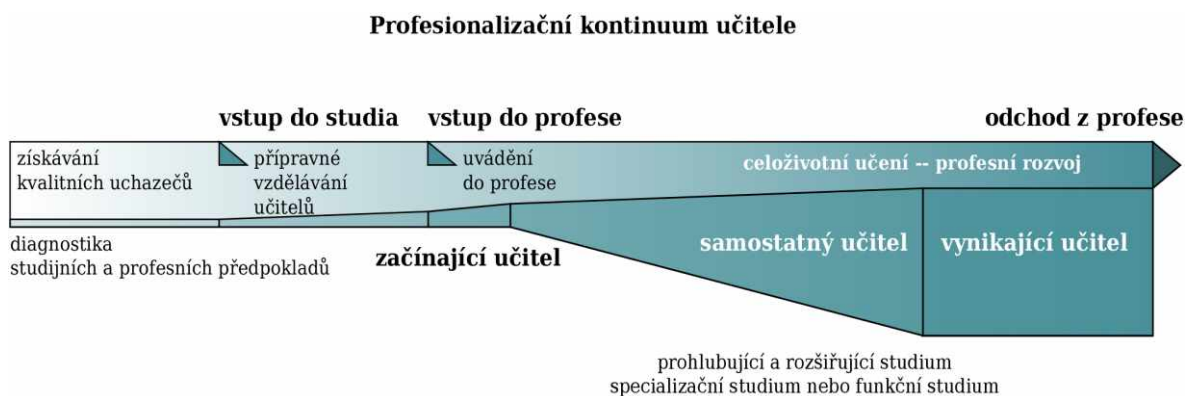 Profesionalizační kontinuum učitele
vstup do studia
vstup do profese
odchod z profese
získávání
kvalitních uchazečů
přípravné
vzdělávání
učitelů
uvádění
do profese
celoživotní učení -- profesní rozvoj
diagnostika
studijních a profesních předpokladů
začínající učitel
samostatný učitel
vynikající učitel
prohlubující a rozšiřující studium
specializační studium nebo funkční studium